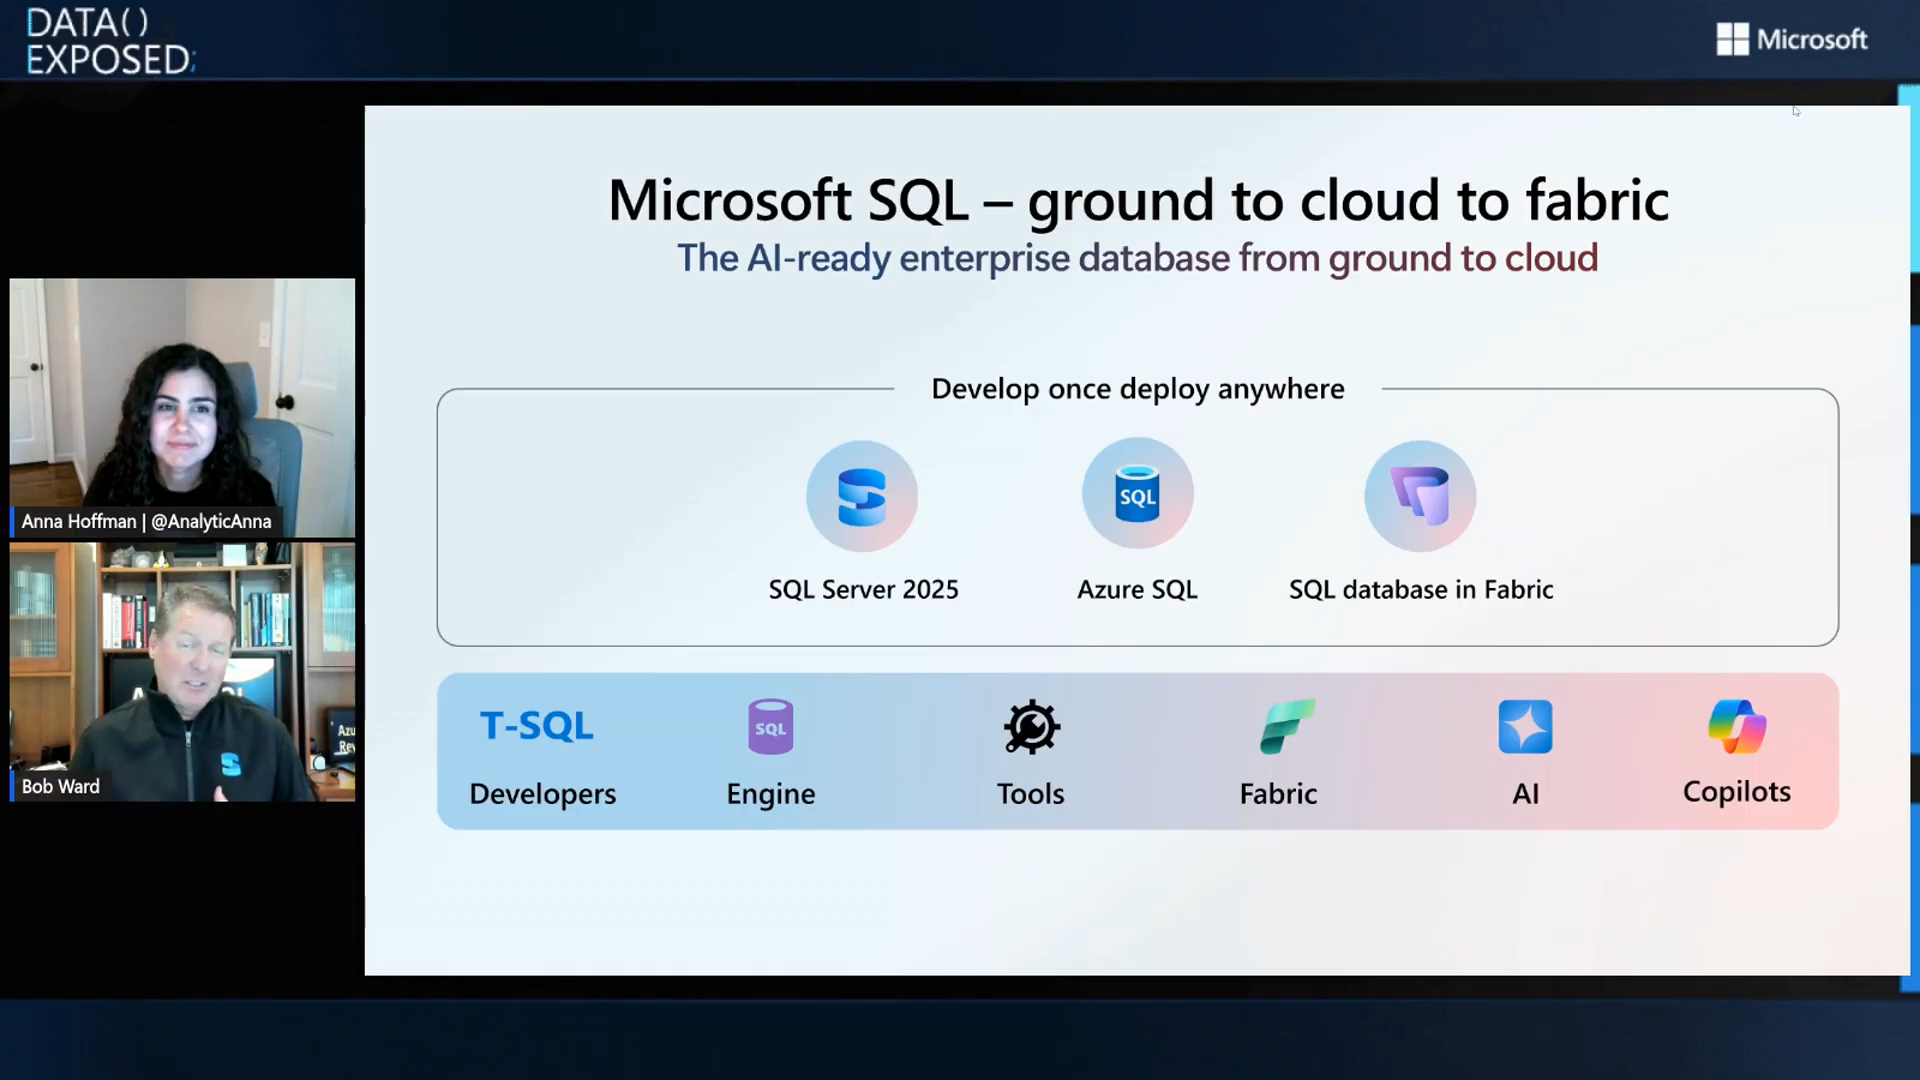 DATA()
EXPOSED;
Microsoft
Microsoft SQL – ground to cloud to fabric
The AI-ready enterprise database from ground to cloud
Develop once deploy anywhere
SQL
SQL Server 2025
Azure SQL
SQL database in Fabric
T-SQL
SQL
Developers
Engine
Tools
Fabric
AI
Copilots
Anna Hoffman | @AnalyticAnna
Bob Ward